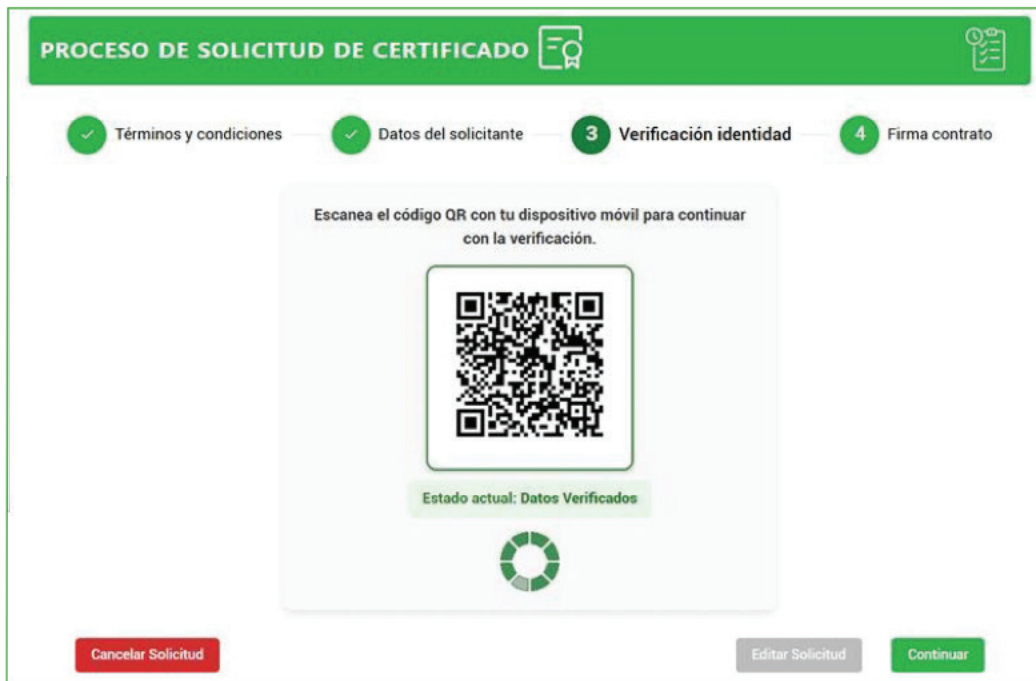 PROCESO DE SOLICITUD DE CERTIFICADO
Términos y condiciones
Datos del solicitante
3 Verificación identidad
4 Firma contrato
Escanea el código QR con tu dispositivo móvil para continuar
con la verificación.
Estado actual: Datos Verificados
Cancelar Solicitud
Editar Solicitud
Continuar